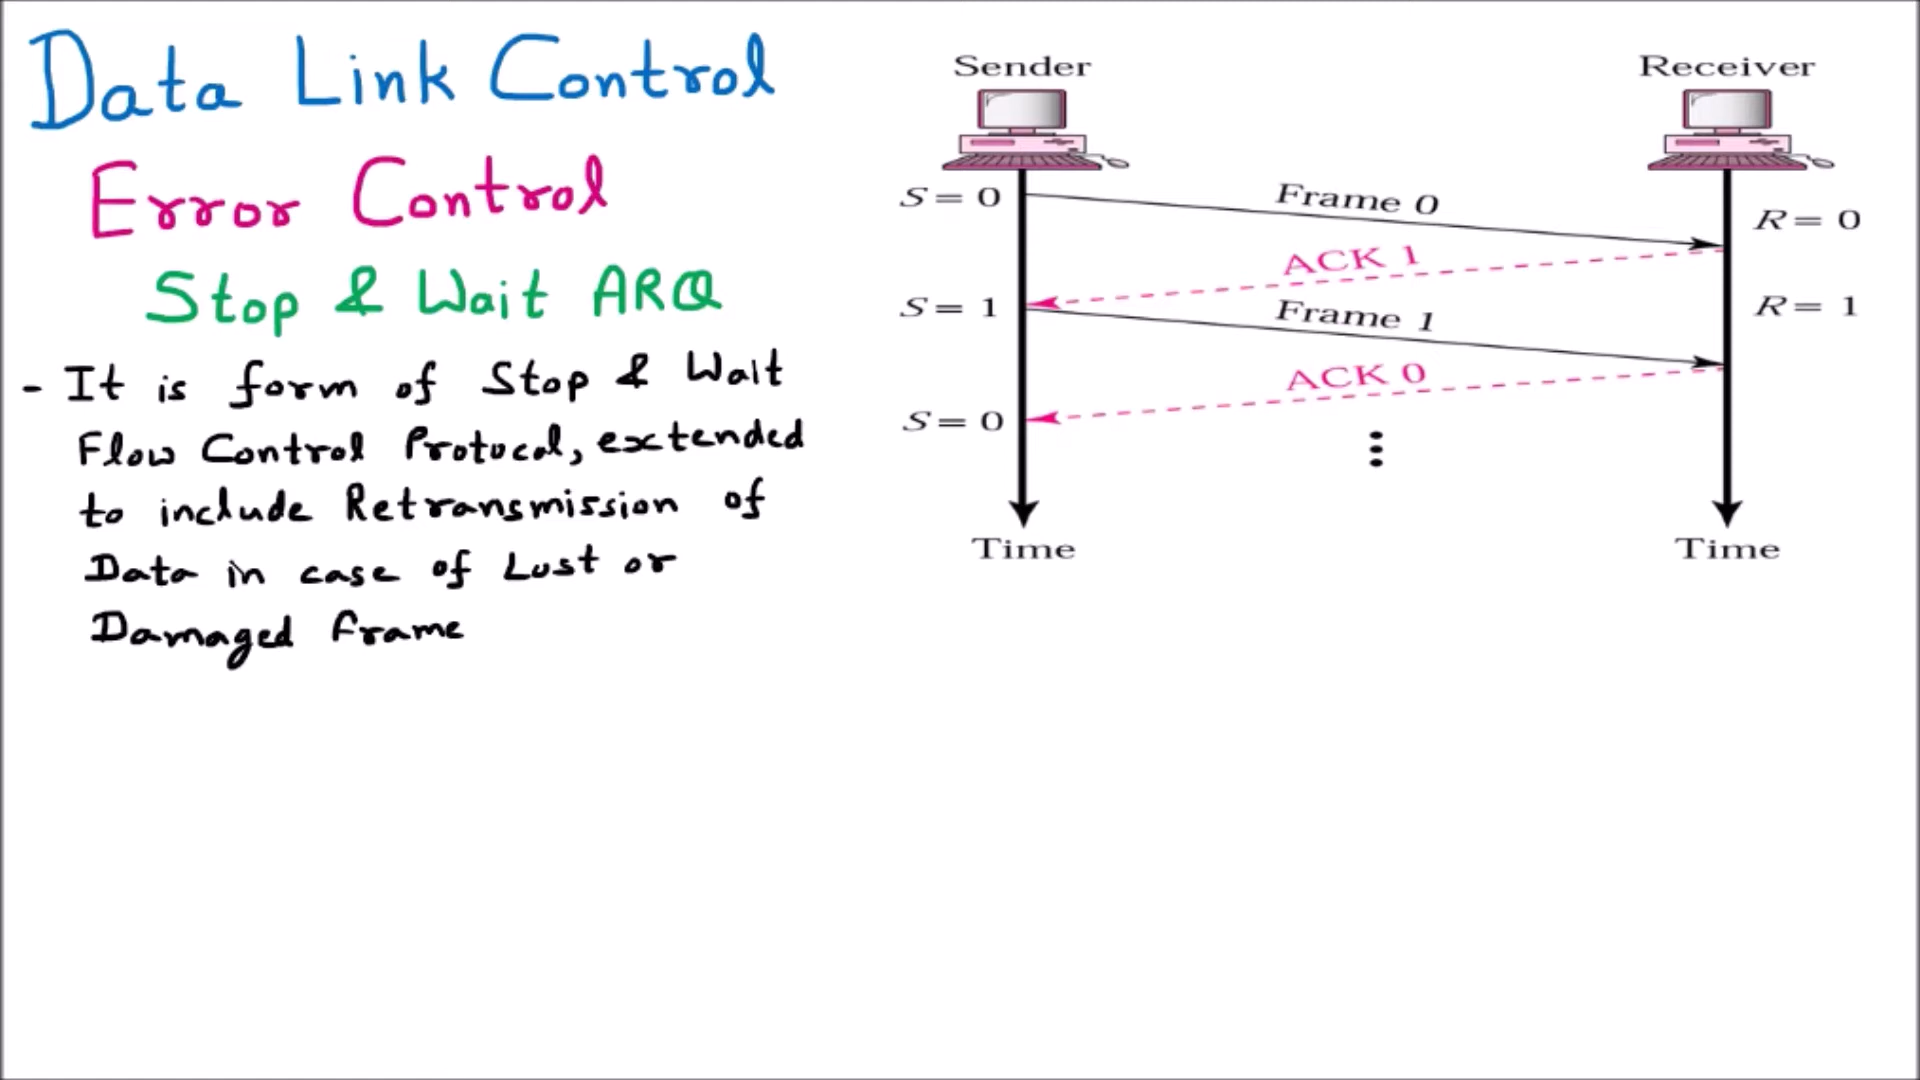 Data Link Control
Error Control
Stop & Wait ARQ
- It is form of Stop & Wait
Flow Control Protocol, extended
to include Retransmission of
Data in case of Lost or
Damaged frame
Sender
Receiver
S = 0
Frame 0
R = 0
ACK 1
S = 1
Frame 1
R = 1
ACK 0
S = 0
Time
Time